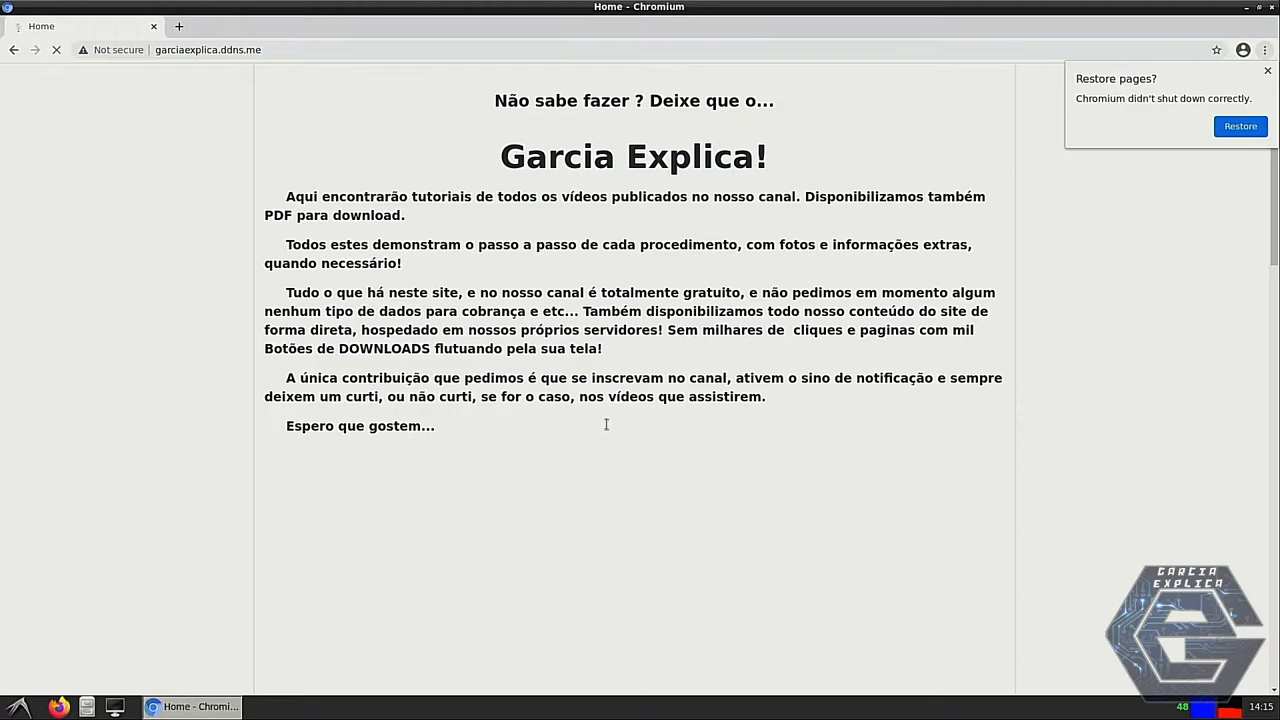 Home - Chromium
Home
Not secure
garciaexplica.ddns.me
Restore pages?
Chromium didn't shut down correctly.
Restore
Não sabe fazer ? Deixe que o...
Garcia Explica!
Aqui encontrarão tutoriais de todos os vídeos publicados no nosso canal. Disponibilizamos também
PDF para download.
Todos estes demonstram o passo a passo de cada procedimento, com fotos e informações extras,
quando necessário!
Tudo o que há neste site, e no nosso canal é totalmente gratuito, e não pedimos em momento algum
nenhum tipo de dados para cobrança e etc... Também disponibilizamos todo nosso conteúdo do site de
forma direta, hospedado em nossos próprios servidores! Sem milhares de  cliques e paginas com mil
Botões de DOWNLOADS flutuando pela sua tela!
A única contribuição que pedimos é que se inscrevam no canal, ativem o sino de notificação e sempre
deixem um curti, ou não curti, se for o caso, nos vídeos que assistirem.
Espero que gostem...
GARCIA
EXPLICA
Home - Chromi...
48
14:15